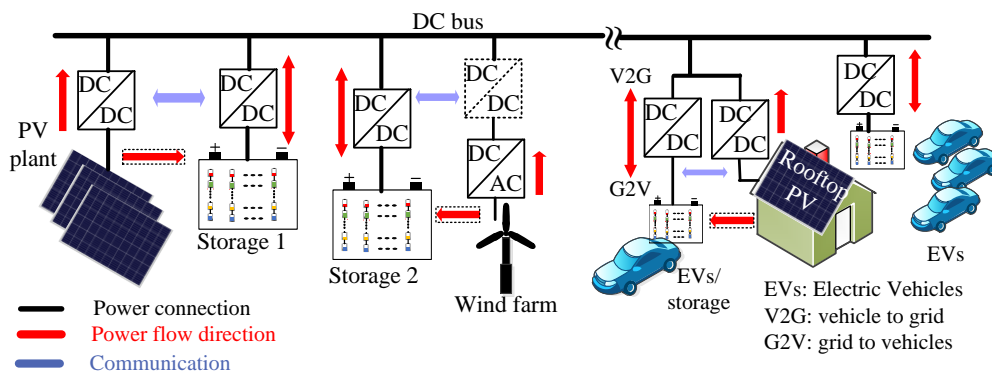 DC bus
DC
DC
DC
DC
DC
DC
DC
DC
DC
AC
V2G
G2V
DC
DC
DC
DC
DC
DC
PV
plant
+
−
Storage 1
+
−
Storage 2
Wind farm
+
−
EVs/
storage
Rooftop
PV
+
−
EVs
Power connection
Power flow direction
Communication
EVs: Electric Vehicles
V2G: vehicle to grid
G2V: grid to vehicles